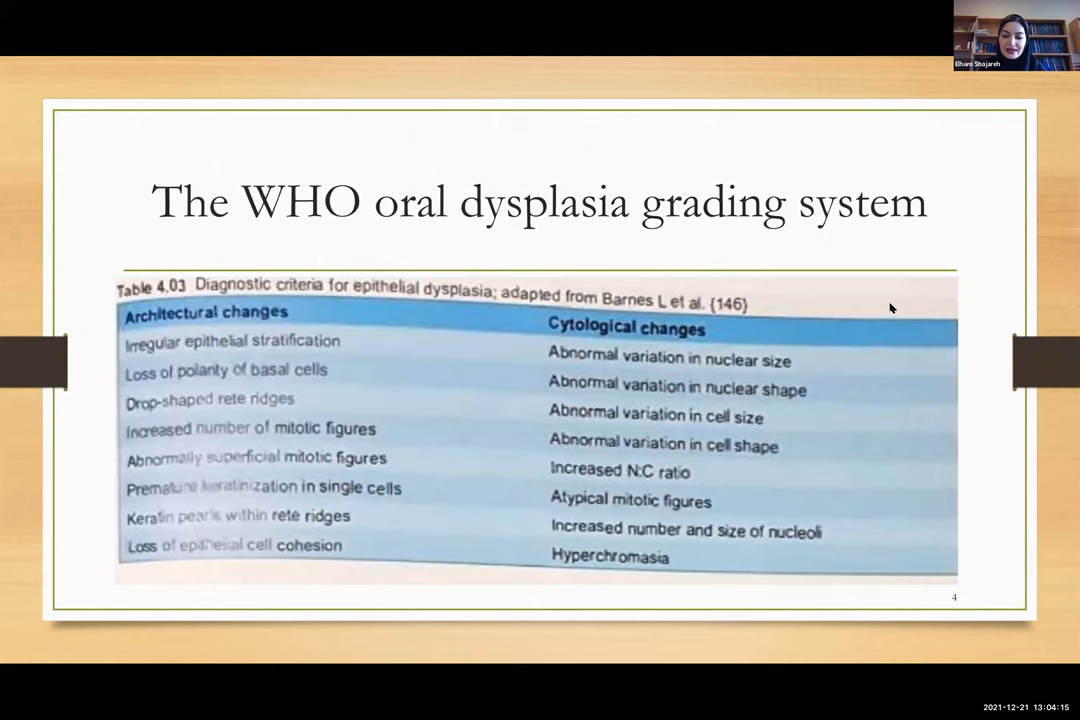 Elham Shajareh
The WHO oral dysplasia grading system
Table 4.03 Diagnostic criteria for epithelial dysplasia; adapted from Barnes L et al. {146}
Architectural changes
Irregular epithelial stratification
Loss of polarity of basal cells
Drop-shaped rete ridges
Increased number of mitotic figures
Abnormally superficial mitotic figures
Premature keratinization in single cells
Keratin pearls within rete ridges
Loss of epithelial cell cohesion
Cytological changes
Abnormal variation in nuclear size
Abnormal variation in nuclear shape
Abnormal variation in cell size
Abnormal variation in cell shape
Increased N:C ratio
Atypical mitotic figures
Increased number and size of nucleoli
Hyperchromasia
4
2021-12-21 13:04:15